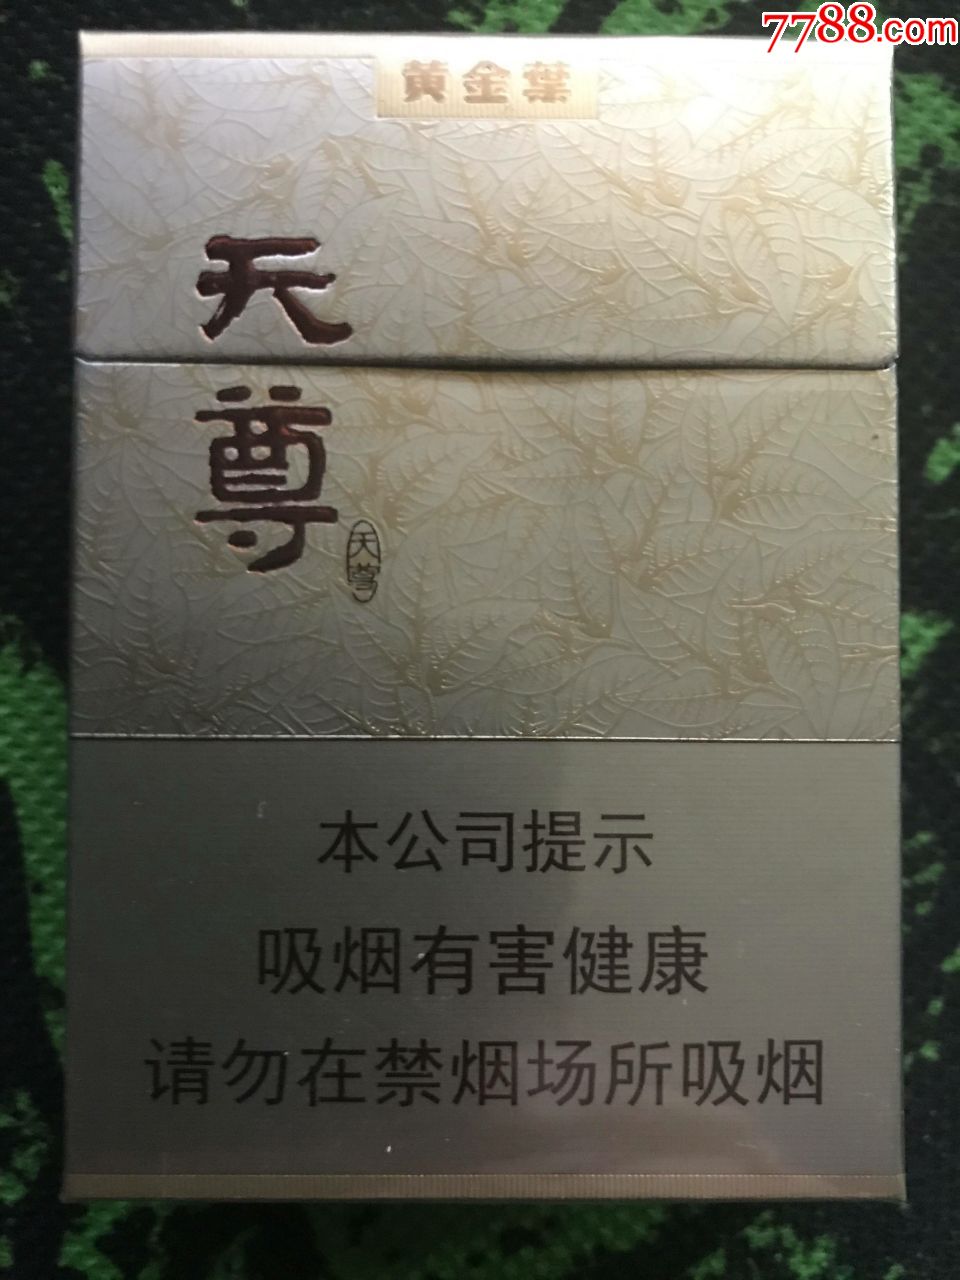 7788.com
黄金葉
天尊
天尊
本公司提示
吸烟有害健康
请勿在禁烟场所吸烟